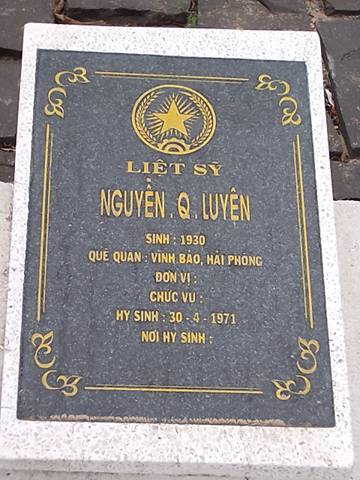 LIỆT SỸ
NGUYỄN . Q . LUYỆN
SINH : 1930
QUÊ QUÁN : VĨNH BẢO, HẢI PHÒNG
ĐƠN VỊ :
CHỨC VỤ :
HY SINH : 30 - 4 - 1971
NƠI HY SINH :